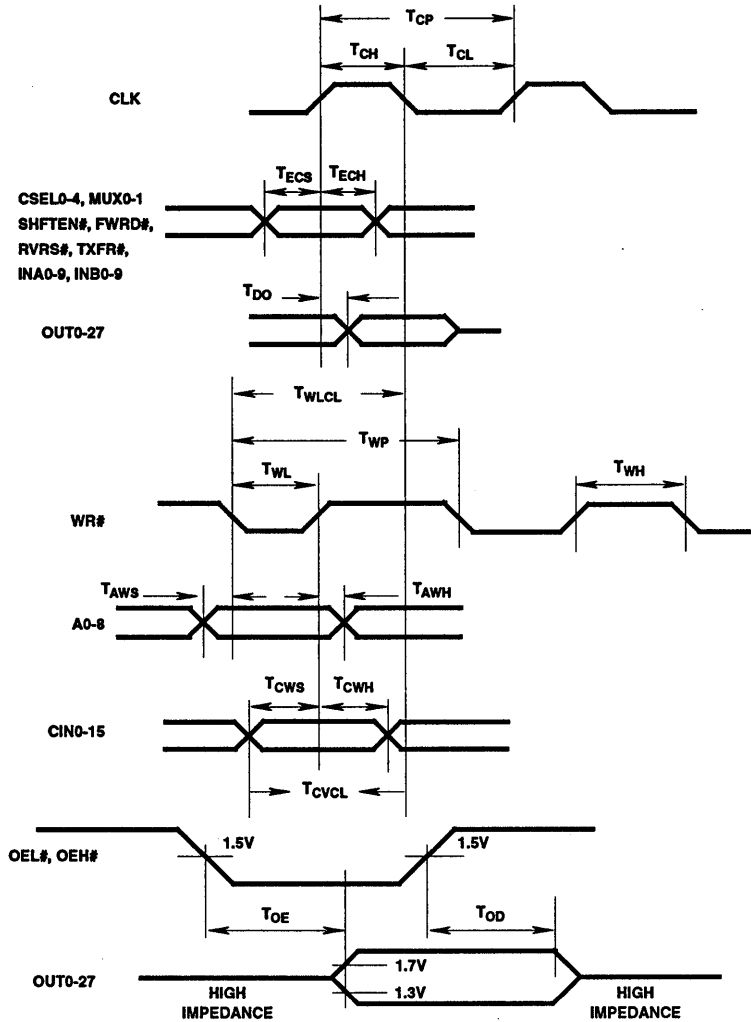 TCP
TCH
TCL
CLK
TECS
TECH
CSEL0-4, MUX0-1
SHFTEN#, FWRD#,
RVRS#, TXFR#,
INA0-9, INB0-9
TDO
OUT0-27
TWLCL
TWP
TWL
TWH
WR#
TAWS
TAWH
A0-8
TCWS
TCWH
CIN0-15
TCVCL
1.5V
1.5V
OEL#, OEH#
TOE
TOD
1.7V
OUT0-27
1.3V
HIGH
IMPEDANCE
HIGH
IMPEDANCE